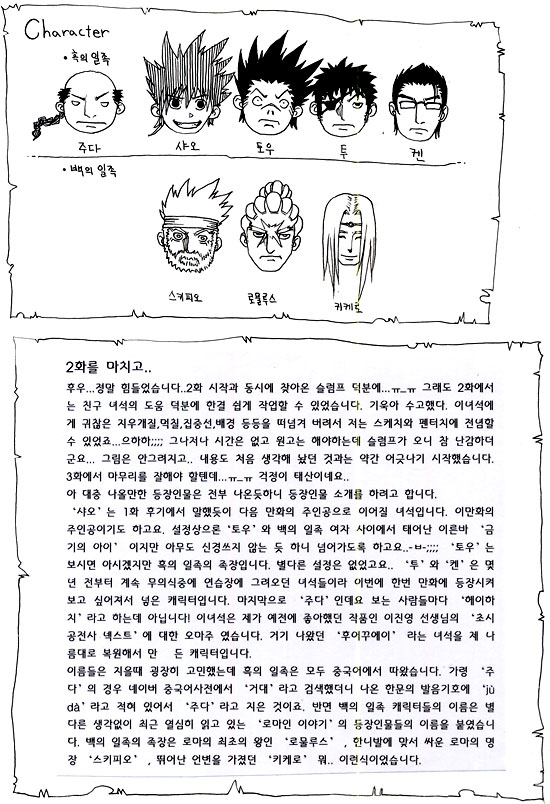 Character
• 흑의 일족
주다 샤오 토우 투 켄
• 백의 일족
스키피오 로물루스 키케로
2화를 마치고..
후우...정말 힘들었습니다..2화 시작과 동시에 찾아온 슬럼프 덕분에...ㅠ_ㅠ 그래도 2화에서
는 친구 녀석의 도움 덕분에 한결 쉽게 작업할 수 있었습니다. 기욱아 수고했다. 이녀석에
게 귀찮은 지우개질,먹칠,집중선,배경 등등을 떠넘겨 버려서 저는 스케치와 펜터치에 전념할
수 있었죠...으하하;;;; 그나저나 시간은 없고 원고는 해야하는데 슬럼프가 오니 참 난감하더
군요... 그림은 안그려지고.. 내용도 처음 생각해 놨던 것과는 약간 어긋나기 시작했습니다.
3화에서 마무리를 잘해야 할텐데...ㅠ_ㅠ 걱정이 태산이네요..
아 대충 나올만한 등장인물은 전부 나온듯하니 등장인물 소개를 하려고 합니다.
‘샤오’는 1화 후기에서 말했듯이 다음 만화의 주인공으로 이어질 녀석입니다. 이만화의
주인공이기도 하고요. 설정상으론 ‘토우’와 백의 일족 여자 사이에서 태어난 이른바 ‘금
기의 아이’ 이지만 아무도 신경쓰지 않는 듯 하니 넘어가도록 하고요..-ㅂ-;;;; ‘토우’는
보시면 아시겠지만 흑의 일족의 족장입니다. 별다른 설정은 없었고요.. ‘투’와 ‘켄’은 몇
년 전부터 계속 무의식중에 연습장에 그려오던 녀석들이라 이번에 한번 만화에 등장시켜
보고 싶어져서 넣은 캐릭터입니다. 마지막으로 ‘주다’인데요 보는 사람들마다 ‘헤이하
치’라고 하는데 아닙니다! 이녀석은 제가 예전에 좋아했던 작품인 이진영 선생님의 ‘초시
공전사 넥스트’에 대한 오마주 였습니다. 거기 나왔던 ‘후이꾸에이’ 라는 녀석을 제 나
름대로 복원해서 만 든 캐릭터입니다.
이름들은 지을때 굉장히 고민했는데 흑의 일족은 모두 중국어에서 따왔습니다. 가령 ‘주
다’의 경우 네이버 중국어사전에서 ‘거대’라고 검색했더니 나온 한문의 발음기호에 ‘jù
dà’라고 적혀 있어서 ‘주다’라고 지은 것이죠. 반면 백의 일족 캐릭터들의 이름은 별
다른 생각없이 최근 열심히 읽고 있는 ‘로마인 이야기’의 등장인물들의 이름을 붙였습니
다. 백의 일족의 족장은 로마의 최초의 왕인 ‘로물루스’, 한니발에 맞서 싸운 로마의 명
장 ‘스키피오’, 뛰어난 언변을 가졌던 ‘키케로’ 뭐.. 이런식이었습니다.